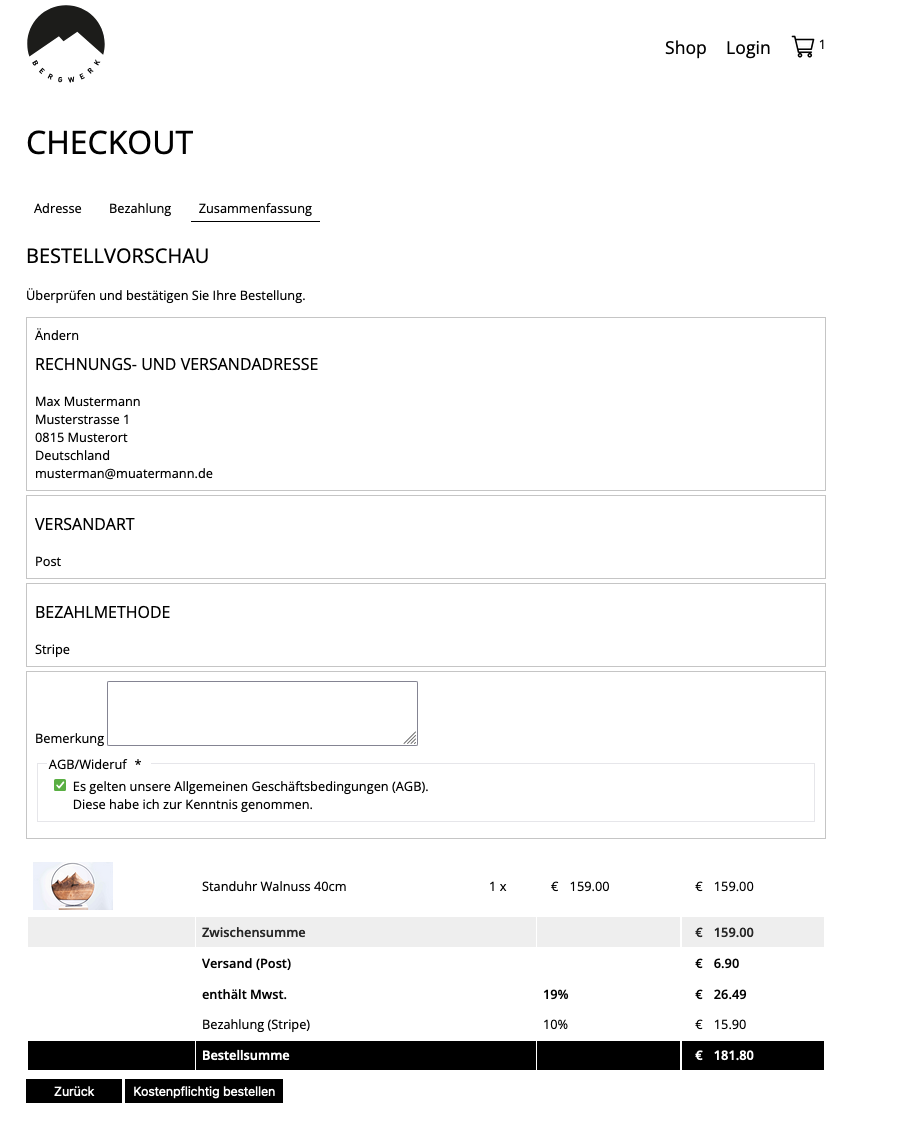 BERGWERK
Shop Login 1
CHECKOUT
Adresse Bezahlung Zusammenfassung
BESTELLVORSCHAU
Überprüfen und bestätigen Sie Ihre Bestellung.
Ändern
RECHNUNGS- UND VERSANDADRESSE
Max Mustermann
Musterstrasse 1
0815 Musterort
Deutschland
musterman@muatermann.de
VERSANDART
Post
BEZAHLMETHODE
Stripe
Bemerkung
AGB/Wideruf *
Es gelten unsere Allgemeinen Geschäftsbedingungen (AGB).
Diese habe ich zur Kenntnis genommen.
Standuhr Walnuss 40cm 1 x € 159.00 € 159.00
Zwischensumme € 159.00
Versand (Post) € 6.90
enthält Mwst. 19% € 26.49
Bezahlung (Stripe) 10% € 15.90
Bestellsumme € 181.80
Zurück Kostenpflichtig bestellen